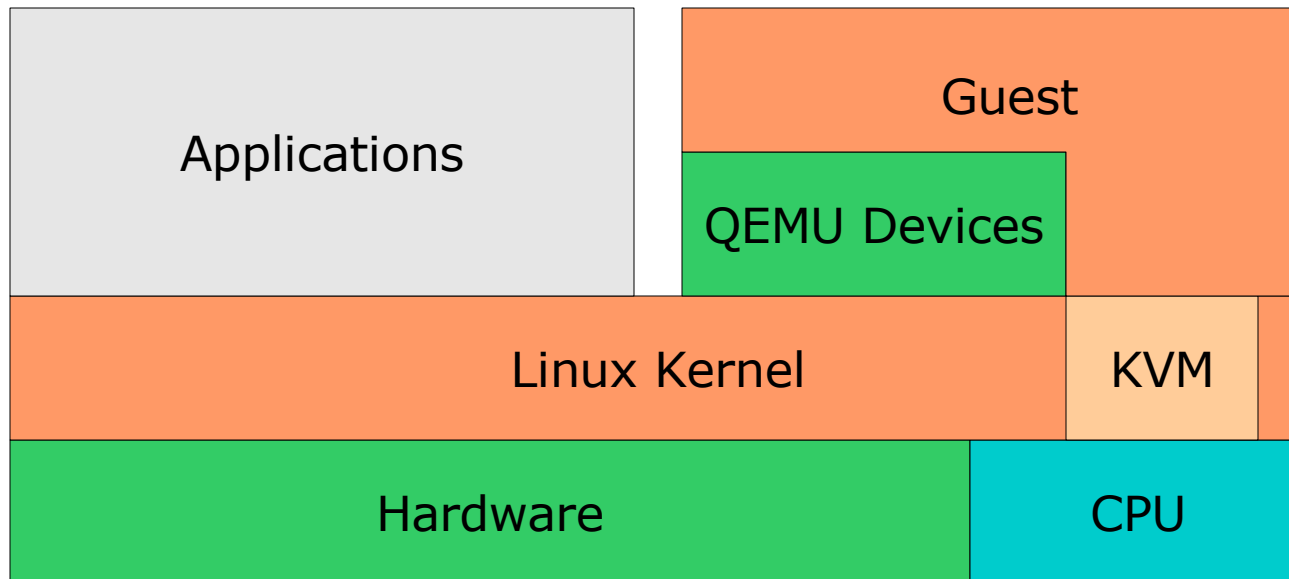 Applications
Guest
QEMU Devices
Linux Kernel
KVM
Hardware
CPU